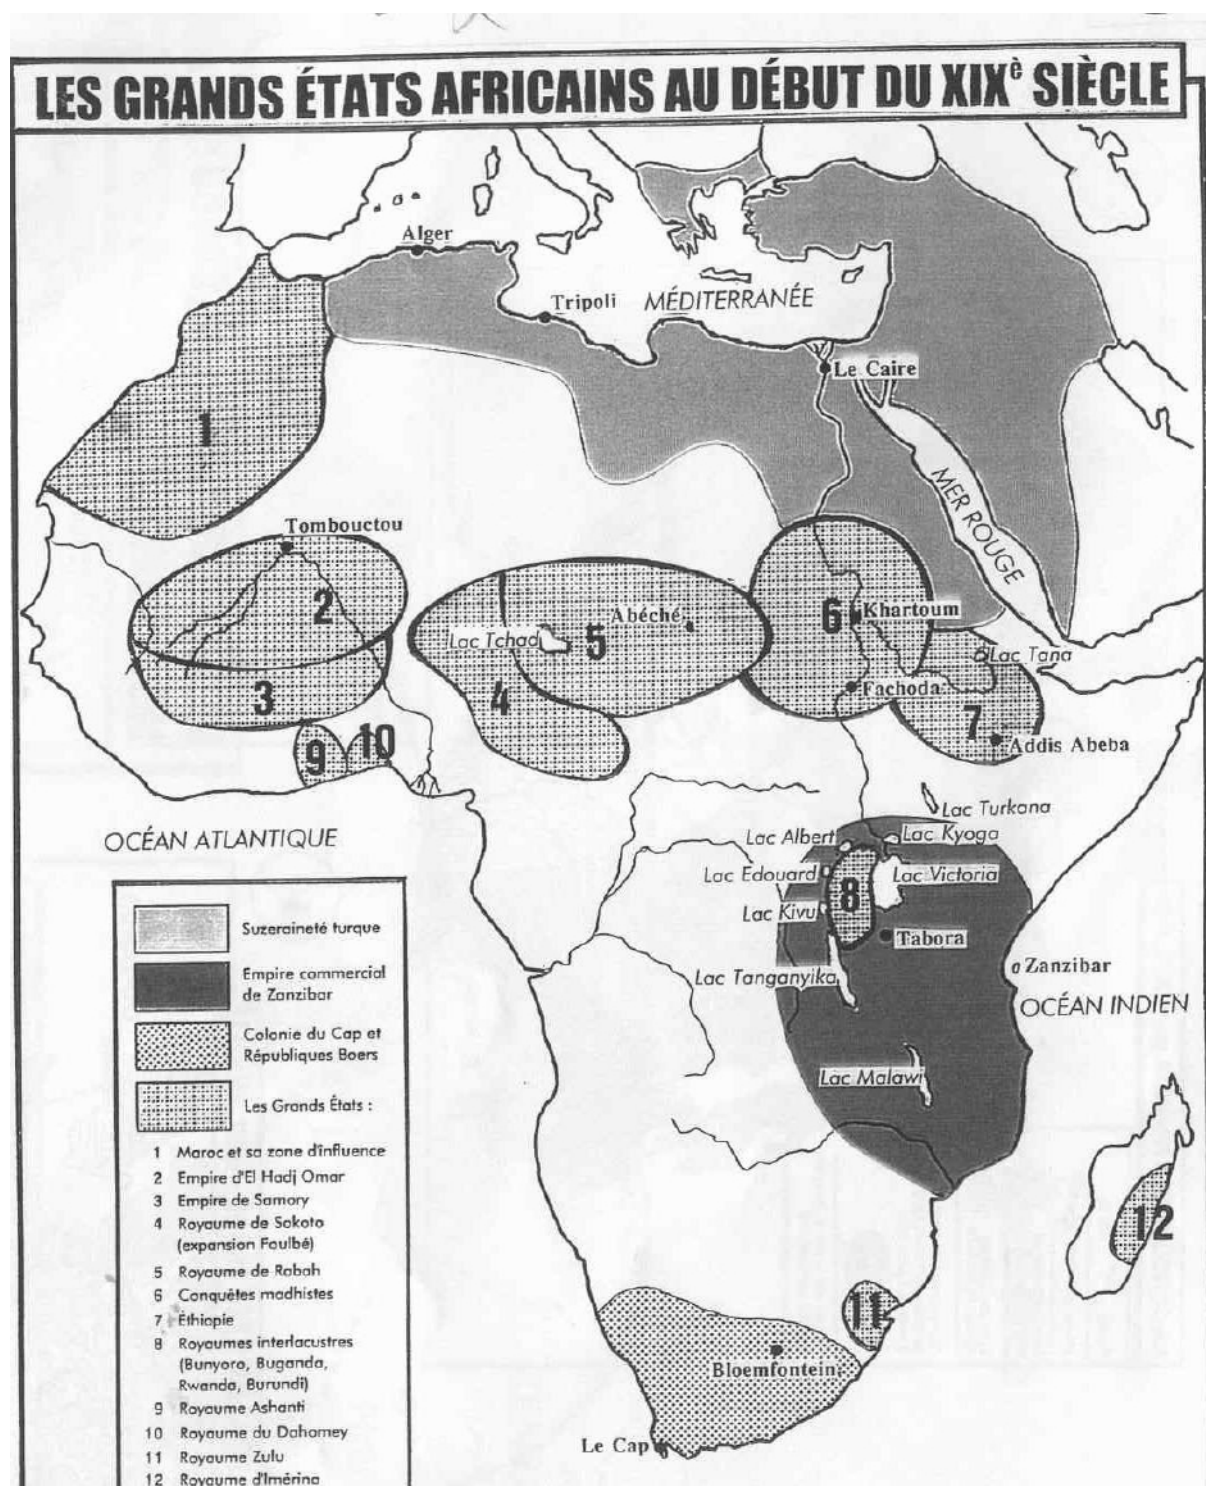 LES GRANDS ÉTATS AFRICAINS AU DÉBUT DU XIXè SIÈCLE
Alger
Tripoli
MÉDITERRANÉE
Le Caire
MER ROUGE
Tombouctou
1
2
3
4
5
6
7
9
10
Abéché
Lac Tchad
Khartoum
Lac Tana
Fachoda
Addis Abeba
Lac Turkana
OCÉAN ATLANTIQUE
Lac Albert
Lac Kyoga
Lac Edouard
Lac Victoria
8
Lac Kivu
Tabora
Zanzibar
Lac Tanganyika
OCÉAN INDIEN
Lac Malawi
12
11
Bloemfontein
Le Cap
Suzeraineté turque
Empire commercial
de Zanzibar
Colonie du Cap et
Républiques Boers
Les Grands États :
1 Maroc et sa zone d'influence
2 Empire d'El Hadj Omar
3 Empire de Samory
4 Royaume de Sokoto
(expansion Foulbé)
5 Royaume de Rabah
6 Conquêtes madhistes
7 Éthiopie
8 Royaumes interlacustres
(Bunyoro, Buganda,
Rwanda, Burundi)
9 Royaume Ashanti
10 Royaume du Dahomey
11 Royaume Zulu
12 Royaume d'Imérina